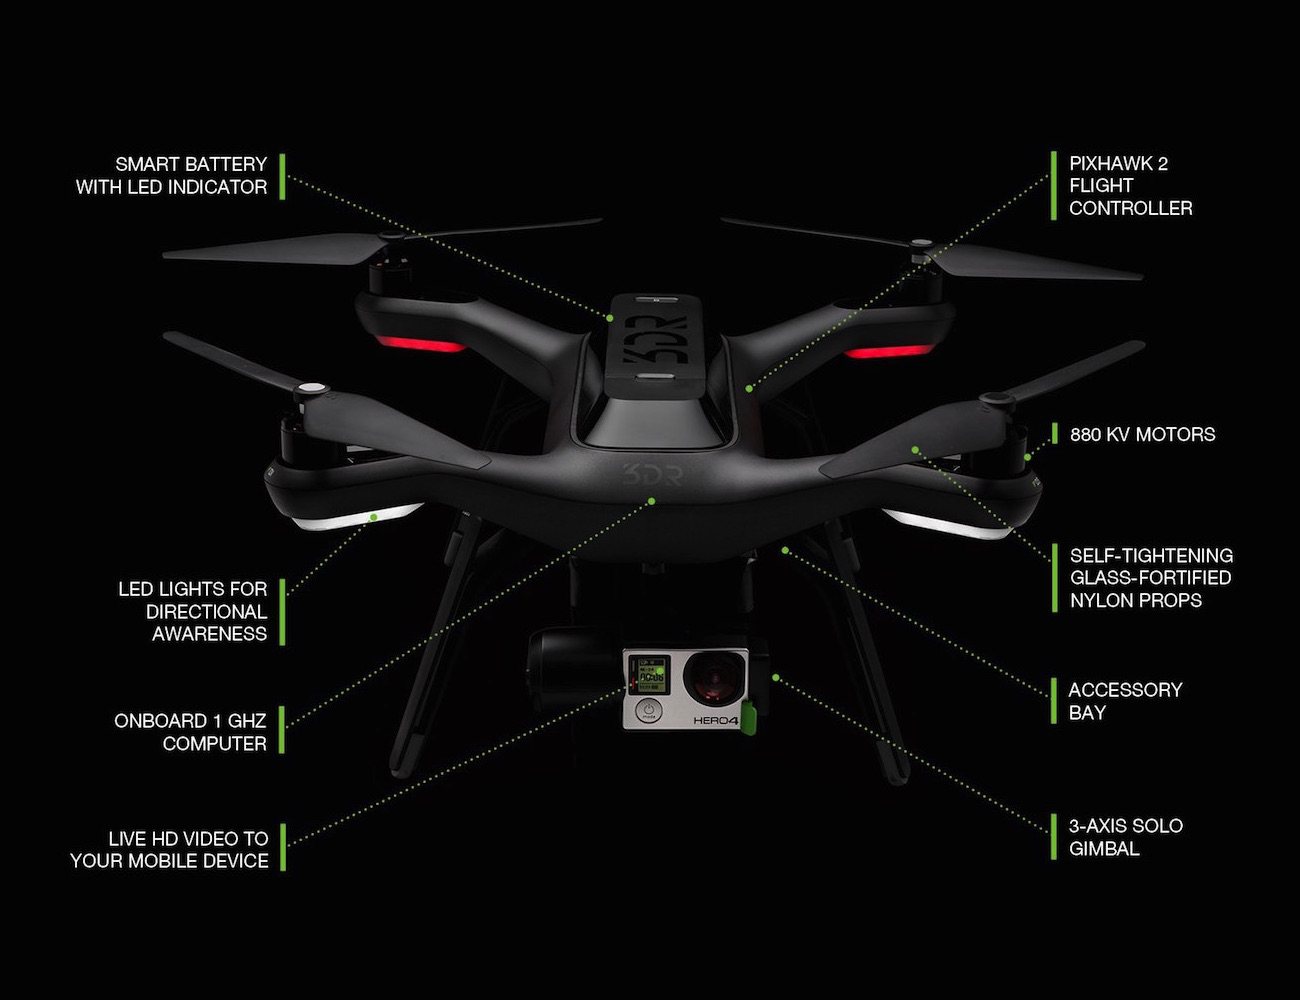 SMART BATTERY
WITH LED INDICATOR
PIXHAWK 2
FLIGHT
CONTROLLER
3DR
880 KV MOTORS
3DR
SELF-TIGHTENING
GLASS-FORTIFIED
NYLON PROPS
LED LIGHTS FOR
DIRECTIONAL
AWARENESS
mode
HERO4
ACCESSORY
BAY
ONBOARD 1 GHZ
COMPUTER
LIVE HD VIDEO TO
YOUR MOBILE DEVICE
3-AXIS SOLO
GIMBAL